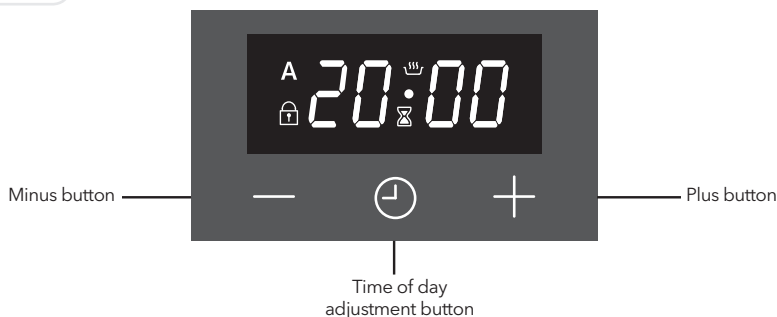 A 20:00
Minus button
Plus button
Time of day
adjustment button